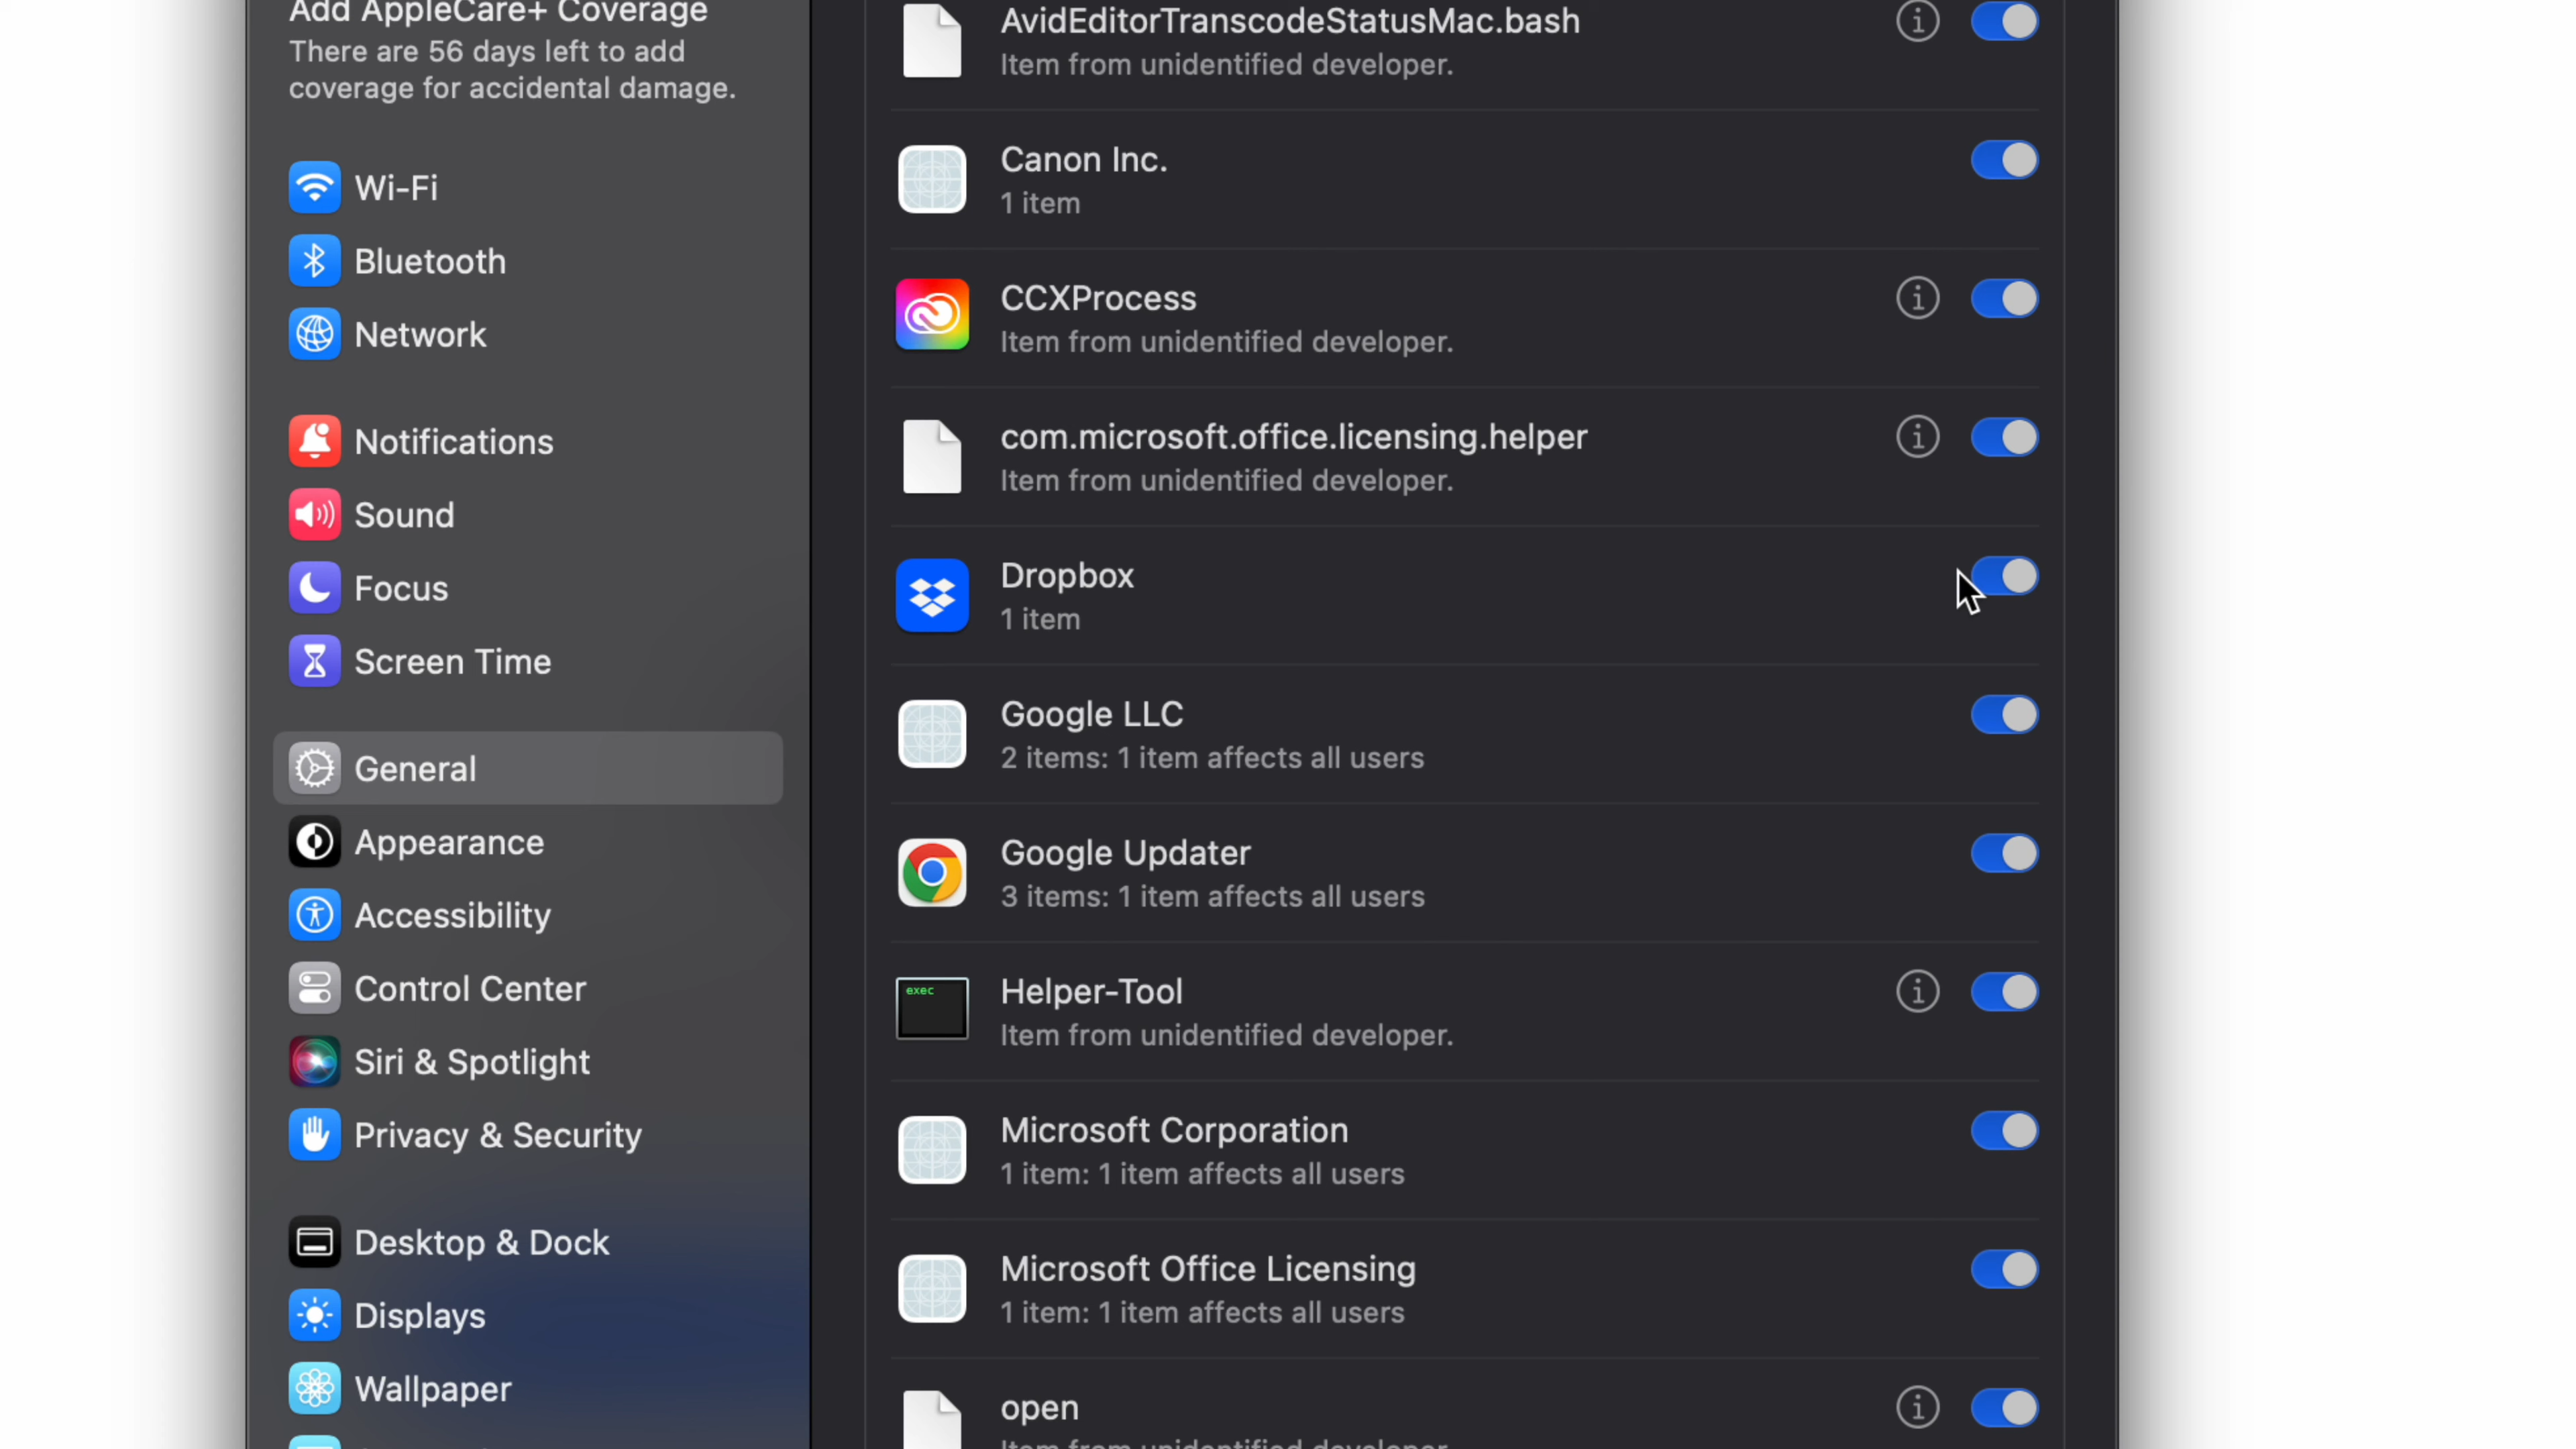 Add AppleCare+ Coverage
There are 56 days left to add
coverage for accidental damage.
Wi-Fi
Bluetooth
Network
Notifications
Sound
Focus
Screen Time
General
Appearance
Accessibility
Control Center
Siri & Spotlight
Privacy & Security
Desktop & Dock
Displays
Wallpaper
AvidEditorTranscodeStatusMac.bash
Item from unidentified developer.
Canon Inc.
1 item
CCXProcess
Item from unidentified developer.
com.microsoft.office.licensing.helper
Item from unidentified developer.
Dropbox
1 item
Google LLC
2 items: 1 item affects all users
Google Updater
3 items: 1 item affects all users
exec
Helper-Tool
Item from unidentified developer.
Microsoft Corporation
1 item: 1 item affects all users
Microsoft Office Licensing
1 item: 1 item affects all users
open
Item from unidentified developer